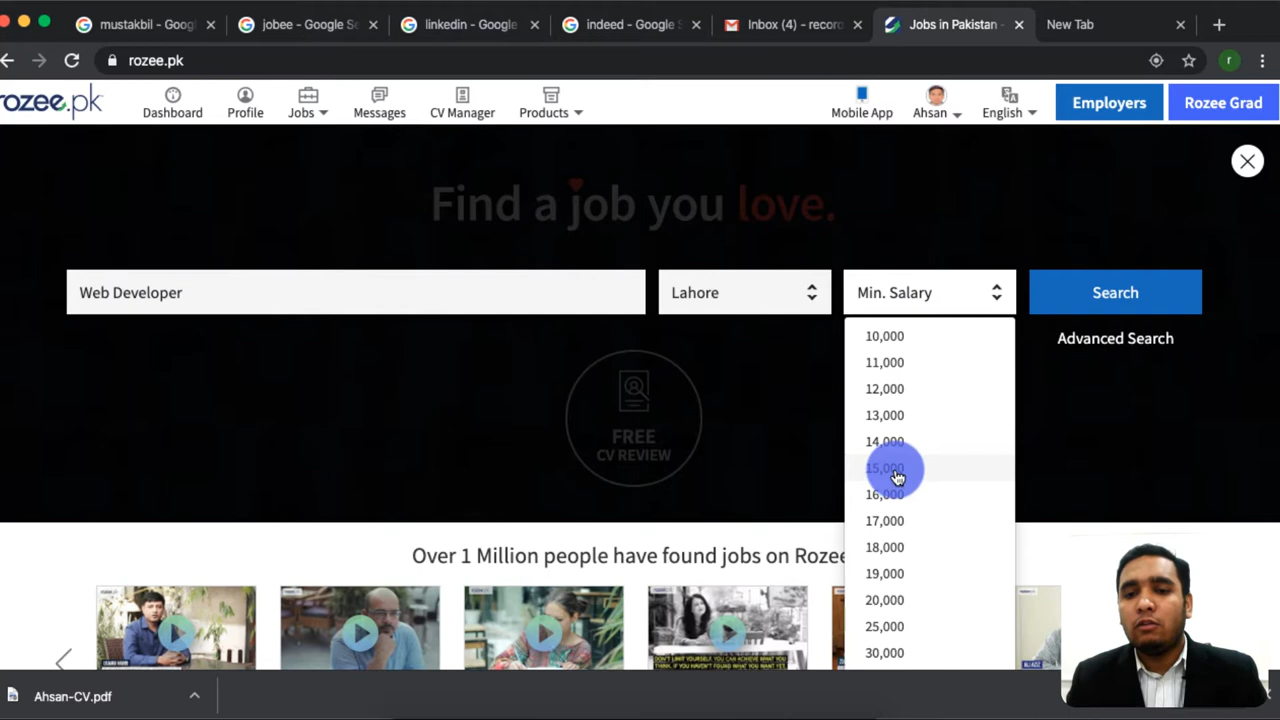 mustakbil - Goog
jobee - Google Se
linkedin - Google
indeed - Google S
Inbox (4) - record
Jobs in Pakistan -
New Tab
rozee.pk
r
rozee.pk
Dashboard
Profile
Jobs
Messages
CV Manager
Products
Mobile App
Ahsan
English
Employers
Rozee Grad
Find a job you love.
Web Developer
Lahore
Min. Salary
Search
Advanced Search
10,000
11,000
12,000
13,000
14,000
15,000
16,000
17,000
18,000
19,000
20,000
25,000
30,000
FREE
CV REVIEW
Over 1 Million people have found jobs on Rozee
DON'T LIMIT YOURSELF. YOU CAN ACHIEVE WHAT YOU
THINK. IF YOU HAVEN'T FOUND WHAT YOU WANT YET.
Ahsan-CV.pdf